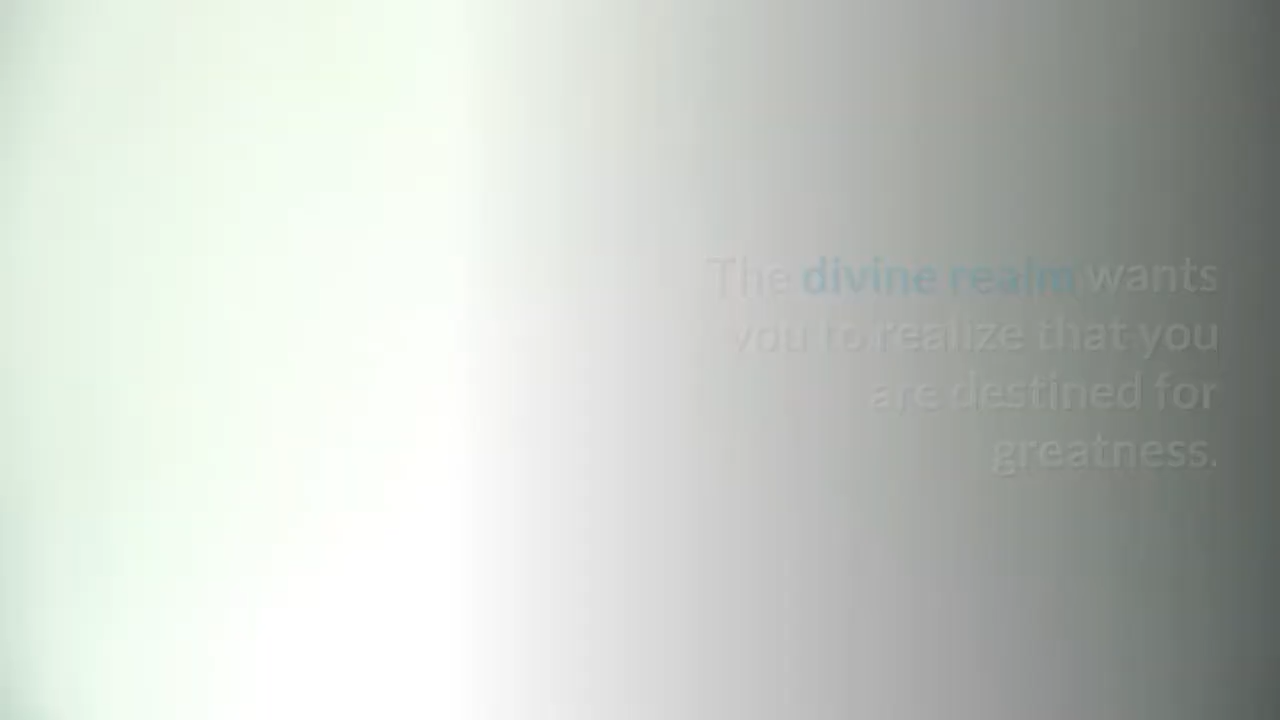 The divine realm wants
you to realize that you
are destined for
greatness.